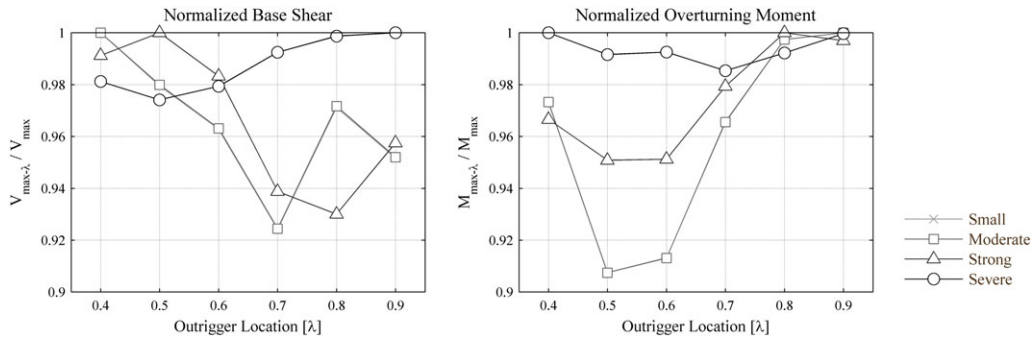 Normalized Base Shear
1
0.98
0.96
0.94
0.92
0.9
V max-λ / V max
0.4 0.5 0.6 0.7 0.8 0.9
Outrigger Location [λ]
Normalized Overturning Moment
1
0.98
0.96
0.94
0.92
0.9
M max-λ / M max
0.4 0.5 0.6 0.7 0.8 0.9
Outrigger Location [λ]
Small
Moderate
Strong
Severe